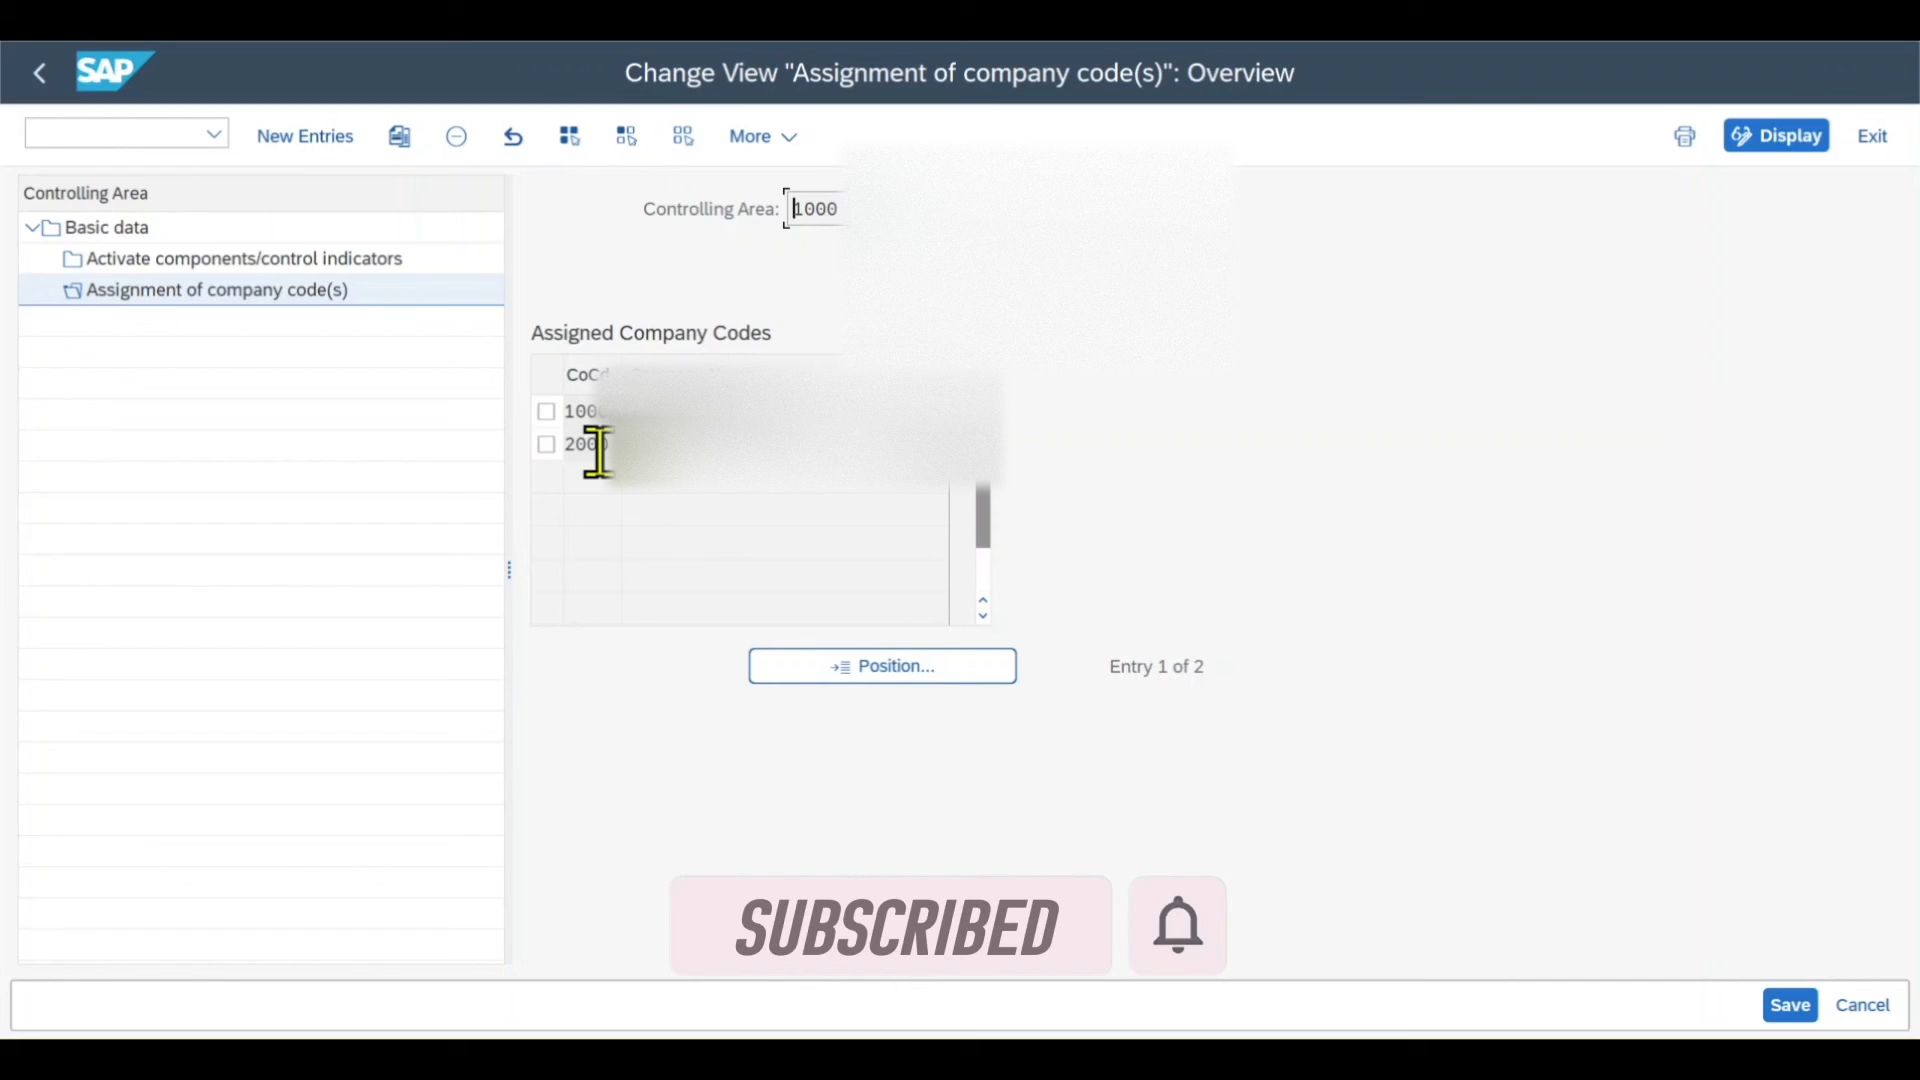 SAP
Change View "Assignment of company code(s)": Overview
New Entries
More
Display
Exit
Controlling Area
Basic data
Activate components/control indicators
Assignment of company code(s)
Controlling Area: 1000
Assigned Company Codes
CoCd
1000
2000
Position...
Entry 1 of 2
SUBSCRIBED
Save
Cancel